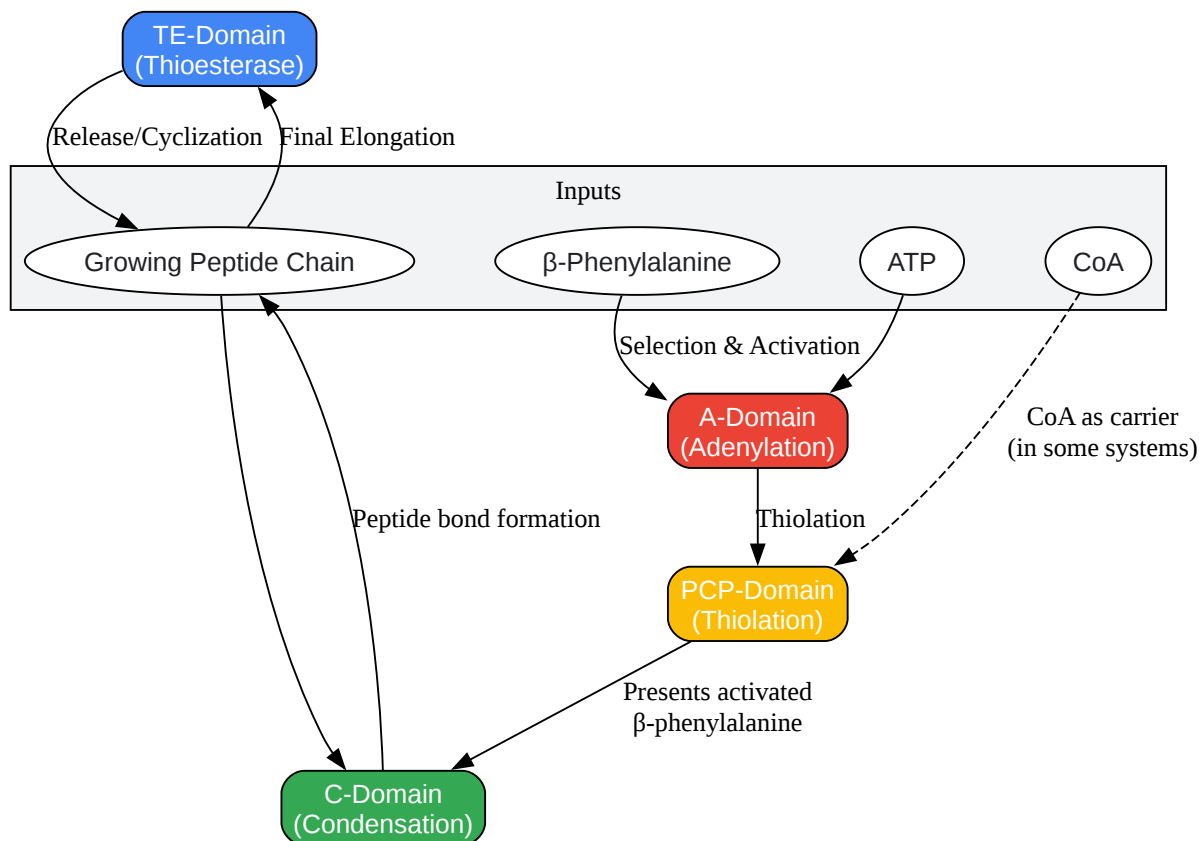 TE-Domain
(Thioesterase)
Release/Cyclization
Final Elongation
Inputs
Growing Peptide Chain
β-Phenylalanine
ATP
CoA
Selection & Activation
A-Domain
(Adenylation)
CoA as carrier
(in some systems)
Peptide bond formation
Thiolation
PCP-Domain
(Thiolation)
Presents activated
β-phenylalanine
C-Domain
(Condensation)